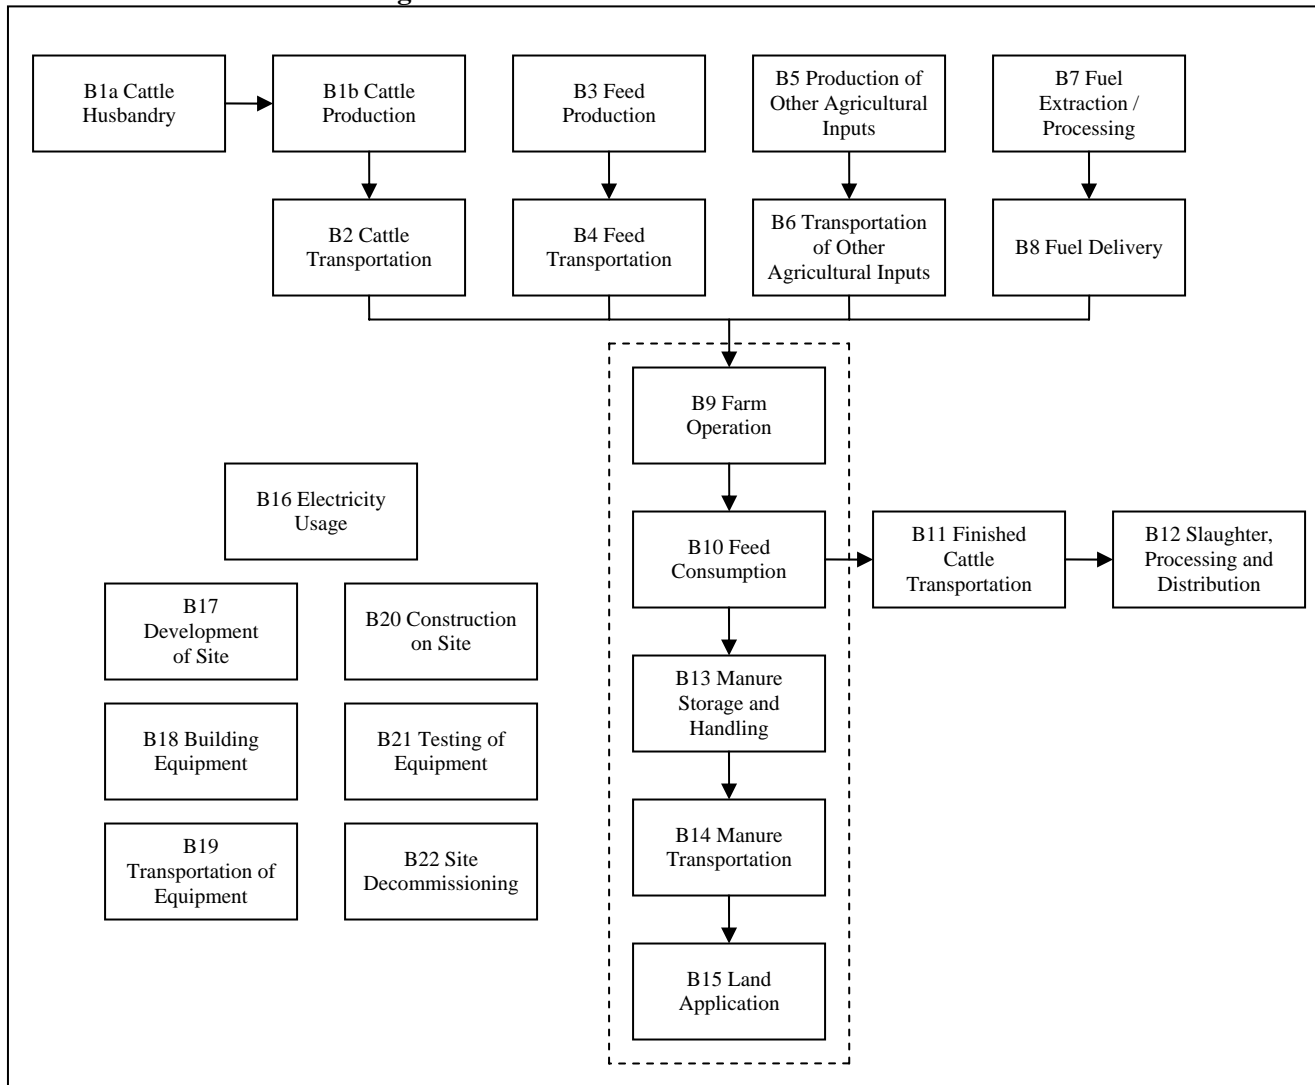 B1a Cattle
Husbandry
B1b Cattle
Production
B3 Feed
Production
B5 Production of
Other Agricultural
Inputs
B7 Fuel
Extraction /
Processing
B2 Cattle
Transportation
B4 Feed
Transportation
B6 Transportation
of Other
Agricultural Inputs
B8 Fuel Delivery
B9 Farm
Operation
B16 Electricity
Usage
B10 Feed
Consumption
B11 Finished
Cattle
Transportation
B12 Slaughter,
Processing and
Distribution
B17
Development
of Site
B20 Construction
on Site
B13 Manure
Storage and
Handling
B18 Building
Equipment
B21 Testing of
Equipment
B14 Manure
Transportation
B19
Transportation of
Equipment
B22 Site
Decommissioning
B15 Land
Application